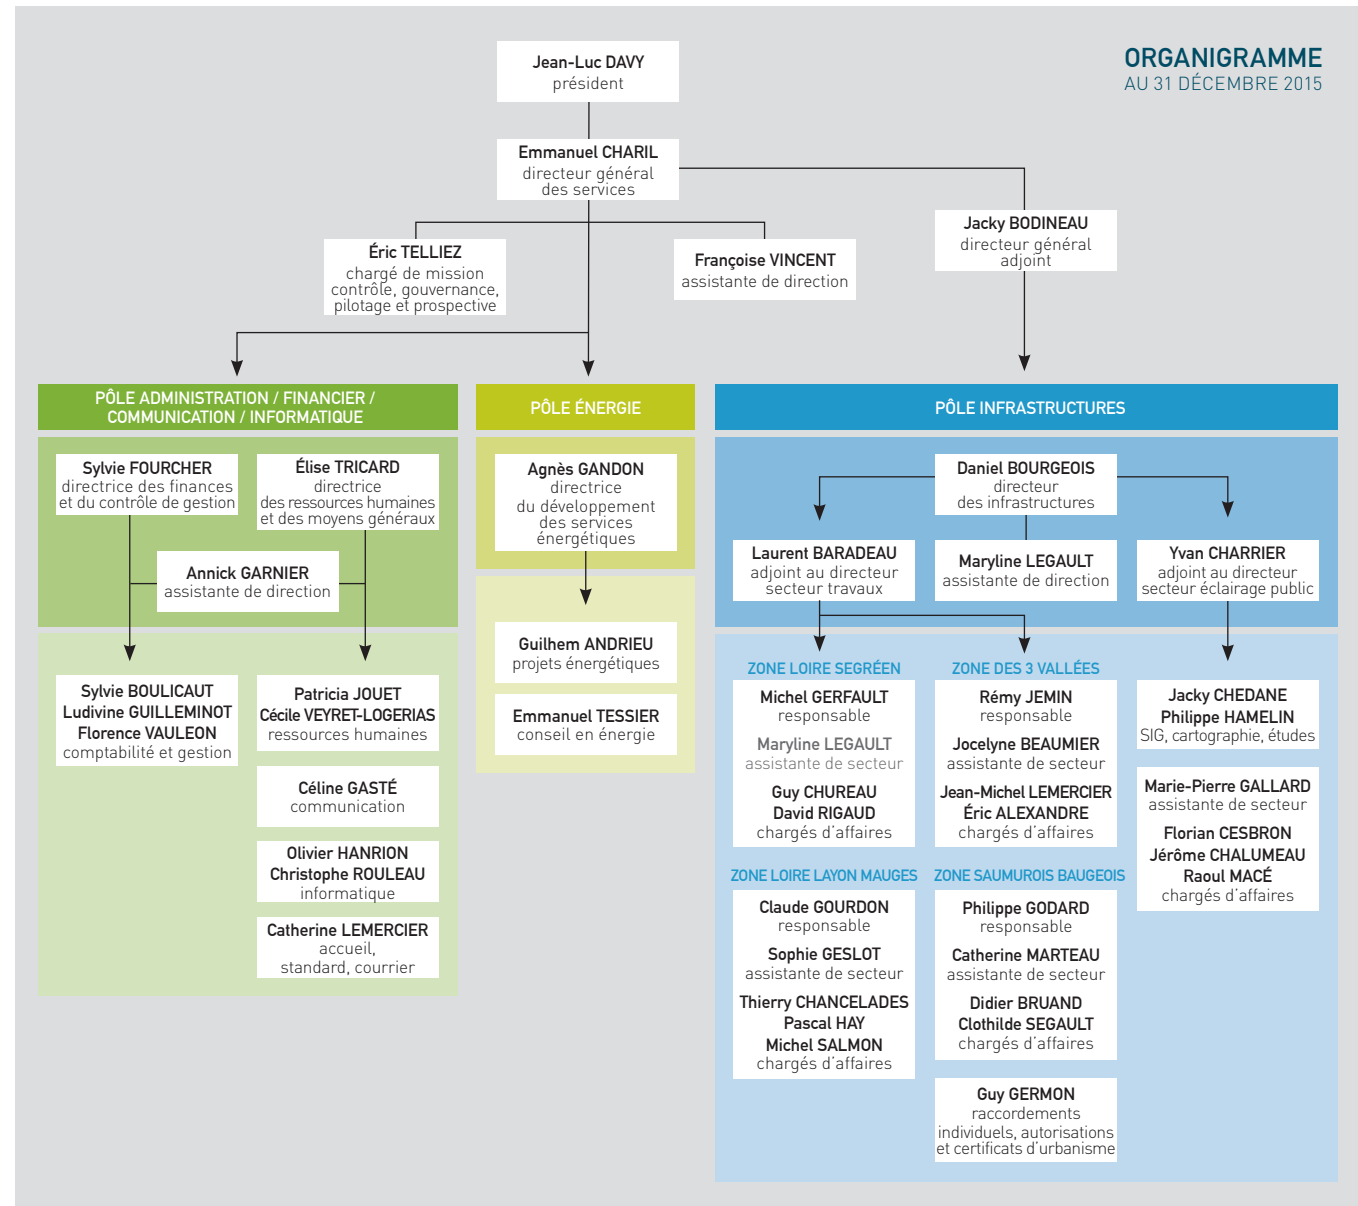 ORGANIGRAMME
AU 31 DÉCEMBRE 2015
Jean-Luc DAVY
président
Emmanuel CHARIL
directeur général
des services
Jacky BODINEAU
directeur général
adjoint
Éric TELLIEZ
chargé de mission
contrôle, gouvernance,
pilotage et prospective
Françoise VINCENT
assistante de direction
PÔLE ADMINISTRATION / FINANCIER /
COMMUNICATION / INFORMATIQUE
Sylvie FOURCHER
directrice des finances
et du contrôle de gestion
Élise TRICARD
directrice
des ressources humaines
et des moyens généraux
Annick GARNIER
assistante de direction
Sylvie BOULICAUT
Ludivine GUILLEMINOT
Florence VAULEON
comptabilité et gestion
Patricia JOUET
Cécile VEYRET-LOGERIAS
ressources humaines
Céline GASTÉ
communication
Olivier HANRION
Christophe ROULEAU
informatique
Catherine LEMERCIER
accueil,
standard, courrier
PÔLE ÉNERGIE
Agnès GANDON
directrice
du développement
des services
énergétiques
Guilhem ANDRIEU
projets énergétiques
Emmanuel TESSIER
conseil en énergie
PÔLE INFRASTRUCTURES
Daniel BOURGEOIS
directeur
des infrastructures
Laurent BARADEAU
adjoint au directeur
secteur travaux
Maryline LEGAULT
assistante de direction
Yvan CHARRIER
adjoint au directeur
secteur éclairage public
ZONE LOIRE SEGRÉEN
Michel GERFAULT
responsable
Maryline LEGAULT
assistante de secteur
Guy CHUREAU
David RIGAUD
chargés d’affaires
ZONE DES 3 VALLÉES
Rémy JEMIN
responsable
Jocelyne BEAUMIER
assistante de secteur
Jean-Michel LEMERCIER
Éric ALEXANDRE
chargés d’affaires
Jacky CHEDANE
Philippe HAMELIN
SIG, cartographie, études
Marie-Pierre GALLARD
assistante de secteur
Florian CESBRON
Jérôme CHALUMEAU
Raoul MACÉ
chargés d’affaires
ZONE LOIRE LAYON MAUGES
Claude GOURDON
responsable
Sophie GESLOT
assistante de secteur
Thierry CHANCELADES
Pascal HAY
Michel SALMON
chargés d’affaires
ZONE SAUMUROIS BAUGEOIS
Philippe GODARD
responsable
Catherine MARTEAU
assistante de secteur
Didier BRUAND
Clothilde SEGAULT
chargés d’affaires
Guy GERMON
raccordements
individuels, autorisations
et certificats d’urbanisme